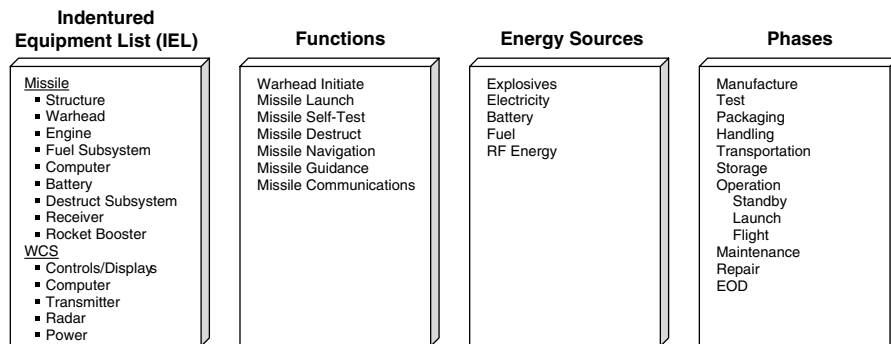 Indentured
Equipment List (IEL)
Missile
▪ Structure
▪ Warhead
▪ Engine
▪ Fuel Subsystem
▪ Computer
▪ Battery
▪ Destruct Subsystem
▪ Receiver
▪ Rocket Booster
WCS
▪ Controls/Displays
▪ Computer
▪ Transmitter
▪ Radar
▪ Power
Functions
Warhead Initiate
Missile Launch
Missile Self-Test
Missile Destruct
Missile Navigation
Missile Guidance
Missile Communications
Energy Sources
Explosives
Electricity
Battery
Fuel
RF Energy
Phases
Manufacture
Test
Packaging
Handling
Transportation
Storage
Operation
Standby
Launch
Flight
Maintenance
Repair
EOD